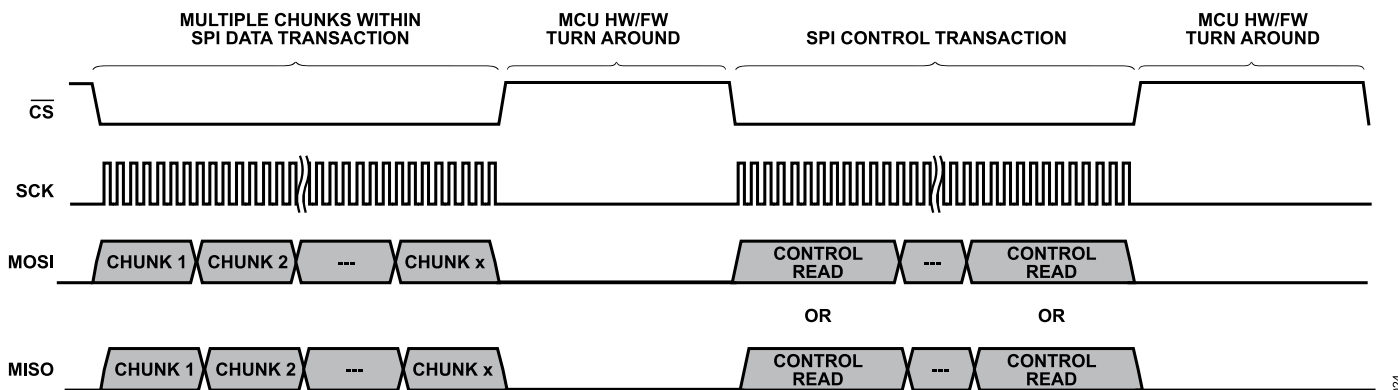 MULTIPLE CHUNKS WITHIN
SPI DATA TRANSACTION
MCU HW/FW
TURN AROUND
SPI CONTROL TRANSACTION
MCU HW/FW
TURN AROUND
CS
SCK
MOSI
CHUNK 1
CHUNK 2
---
CHUNK x
CONTROL
READ
---
CONTROL
READ
OR
OR
MISO
CHUNK 1
CHUNK 2
---
CHUNK x
CONTROL
READ
---
CONTROL
READ
24